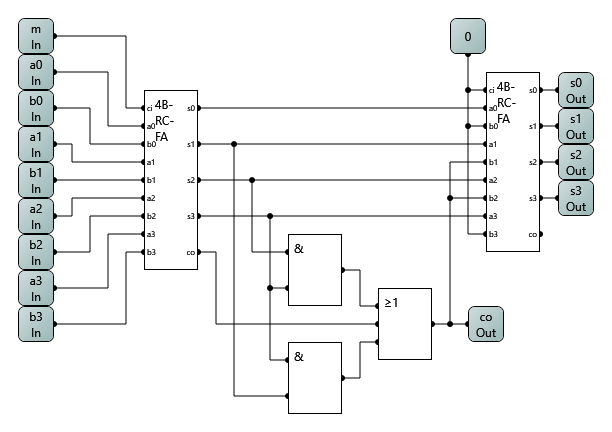 m
In
a0
In
b0
In
a1
In
b1
In
a2
In
b2
In
a3
In
b3
In
ci
a0
b0
a1
b1
a2
b2
a3
b3
4B-
RC-
FA
s0
s1
s2
s3
co
&
&
≥1
0
ci
a0
b0
a1
b1
a2
b2
a3
b3
4B-
RC-
FA
s0
s1
s2
s3
co
s0
Out
s1
Out
s2
Out
s3
Out
co
Out